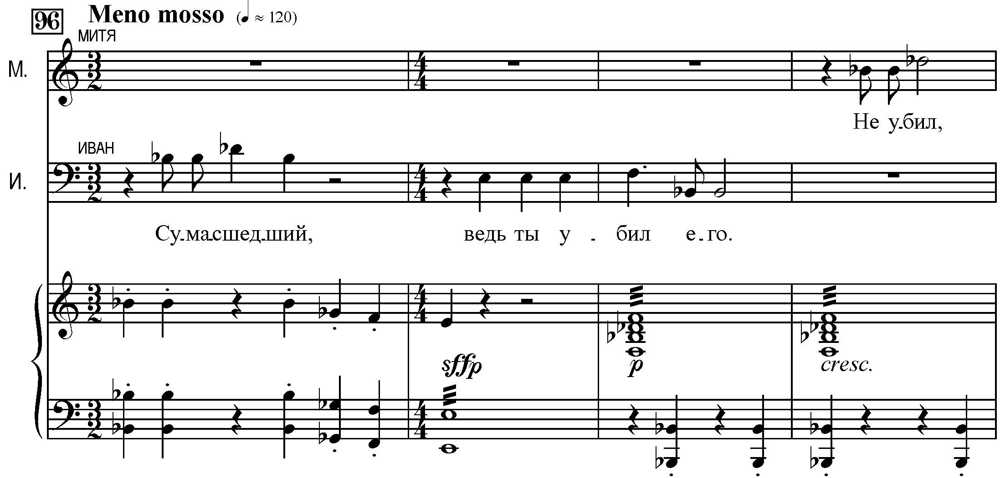 96 Meno mosso (♩ ≈ 120)
МИТЯ
М.
Не у-бил,
ИВАН
И.
Су-ма-сшед-ший, ведь ты у - бил е-го.
sffp p cresc.